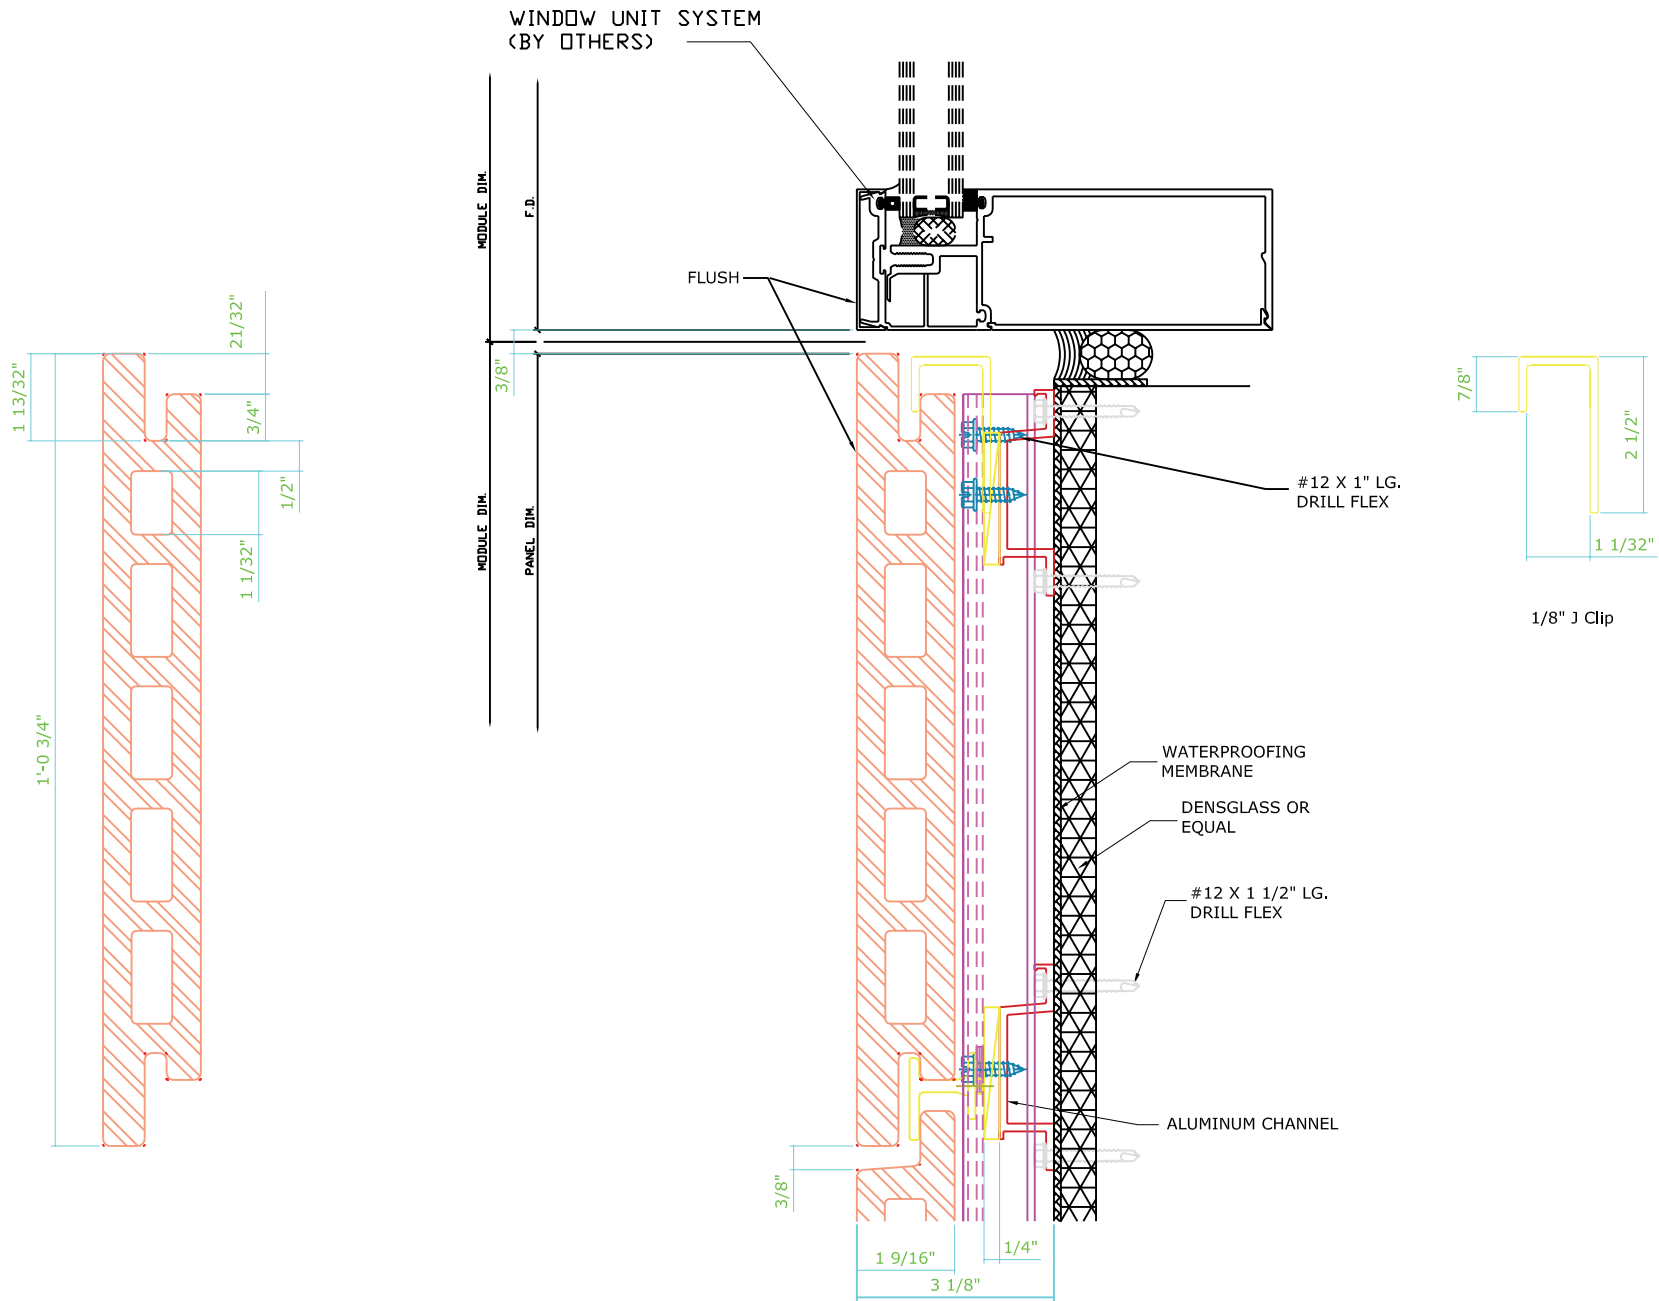 WINDOW UNIT SYSTEM
(BY OTHERS)
MODULE DIM.
F.D.
FLUSH
21/32"
1 13/32"
3/4"
1/2"
1 1/32"
1'-0 3/4"
3/8"
MODULE DIM.
PANEL DIM.
#12 X 1" LG.
DRILL FLEX
7/8"
2 1/2"
1 1/32"
1/8" J Clip
WATERPROOFING
MEMBRANE
DENSGLASS OR
EQUAL
#12 X 1 1/2" LG.
DRILL FLEX
ALUMINUM CHANNEL
3/8"
1 9/16"
1/4"
3 1/8"